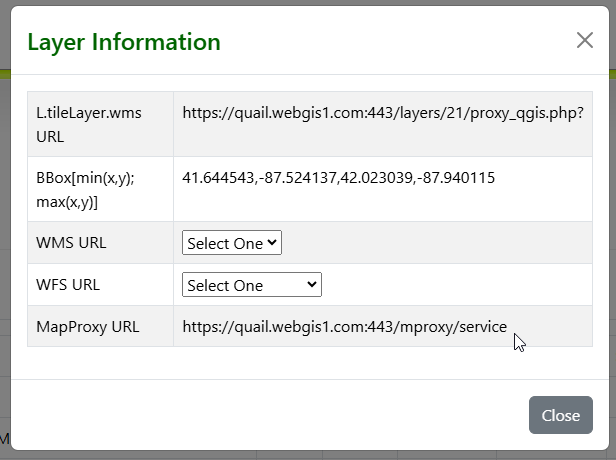 Layer Information
L.tileLayer.wms
URL
https://quail.webgis1.com:443/layers/21/proxy_qgis.php?
BBox[min(x,y);
max(x,y)]
41.644543,-87.524137,42.023039,-87.940115
WMS URL
Select One
WFS URL
Select One
MapProxy URL
https://quail.webgis1.com:443/mproxy/service
Close
M